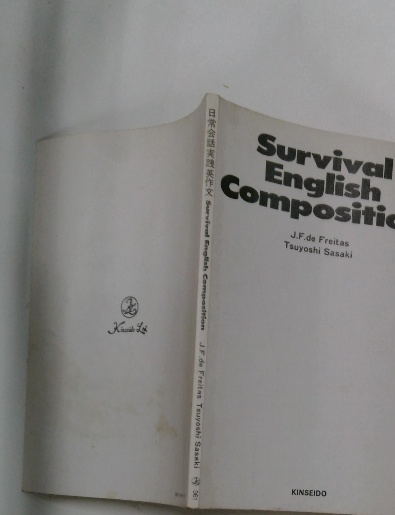 Survival
English
Compositio
J.F.de Freitas
Tsuyoshi Sasaki
KINSEIDO
日常会話実践英作文 Survival English Composition J.F.de Freitas Tsuyoshi Sasaki
Kinseido Ltd.